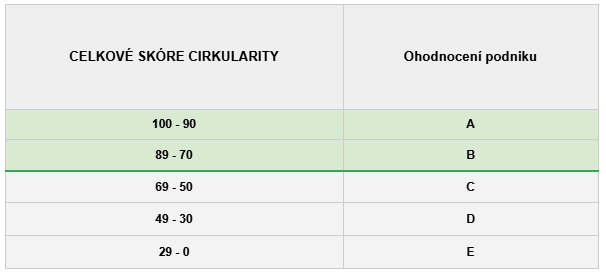 CELKOVÉ SKÓRE CIRKULARITY Ohodnocení podniku
100 - 90 A
89 - 70 B
69 - 50 C
49 - 30 D
29 - 0 E